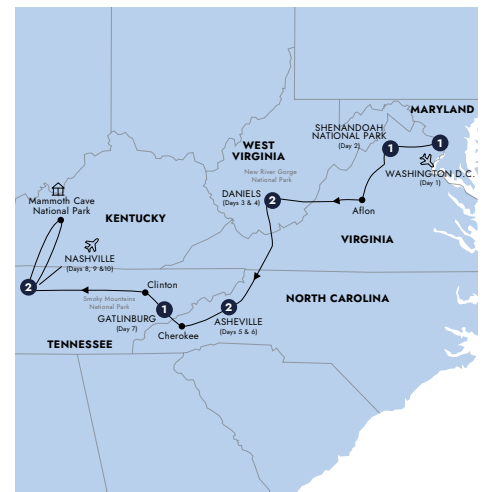 MARYLAND
SHENANDOAH
NATIONAL PARK
(Day 2)
1
1
WASHINGTON D.C.
(Day 1)
WEST
VIRGINIA
New River Gorge
National Park
DANIELS
(Days 3 & 4)
2
Aflon
VIRGINIA
Mammoth Cave
National Park
KENTUCKY
NASHVILLE
(Days 8, 9 &10)
2
Clinton
Smoky Mountains
National Park
1
GATLINBURG
(Day 7)
Cherokee
2
ASHEVILLE
(Days 5 & 6)
NORTH CAROLINA
TENNESSEE